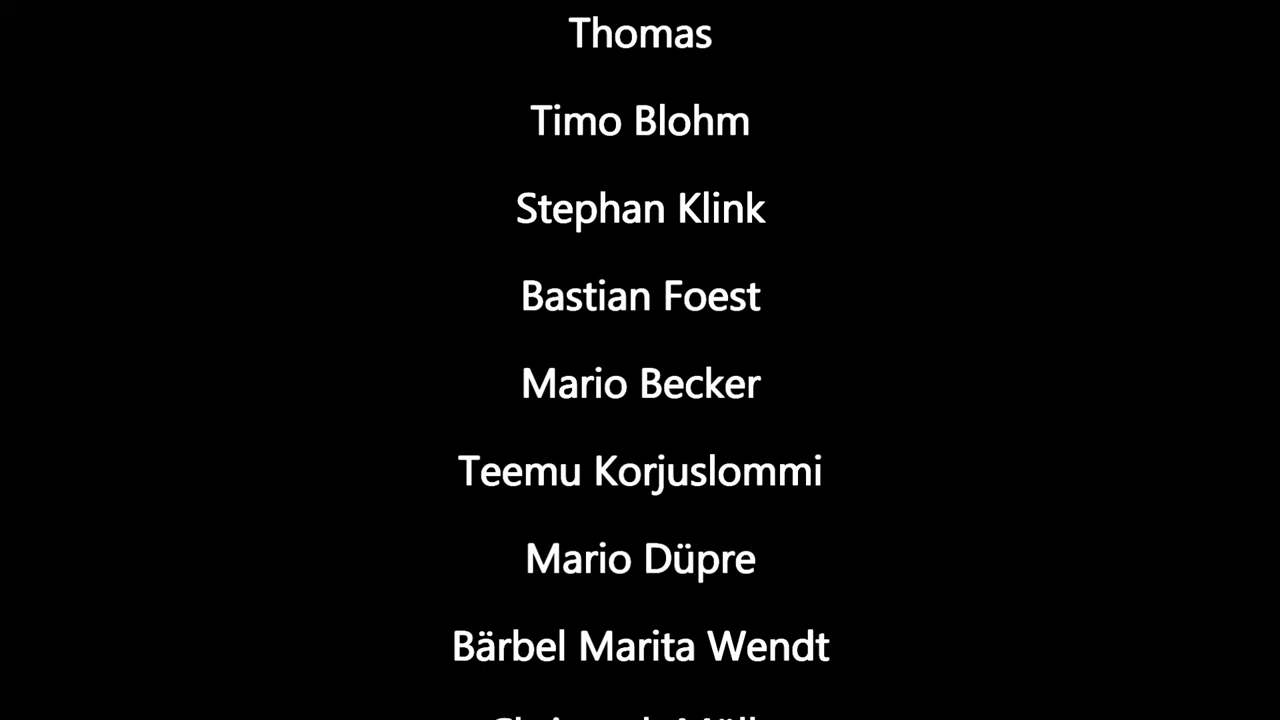 Thomas
Timo Blohm
Stephan Klink
Bastian Foest
Mario Becker
Teemu Korjuslommi
Mario Düpre
Bärbel Marita Wendt